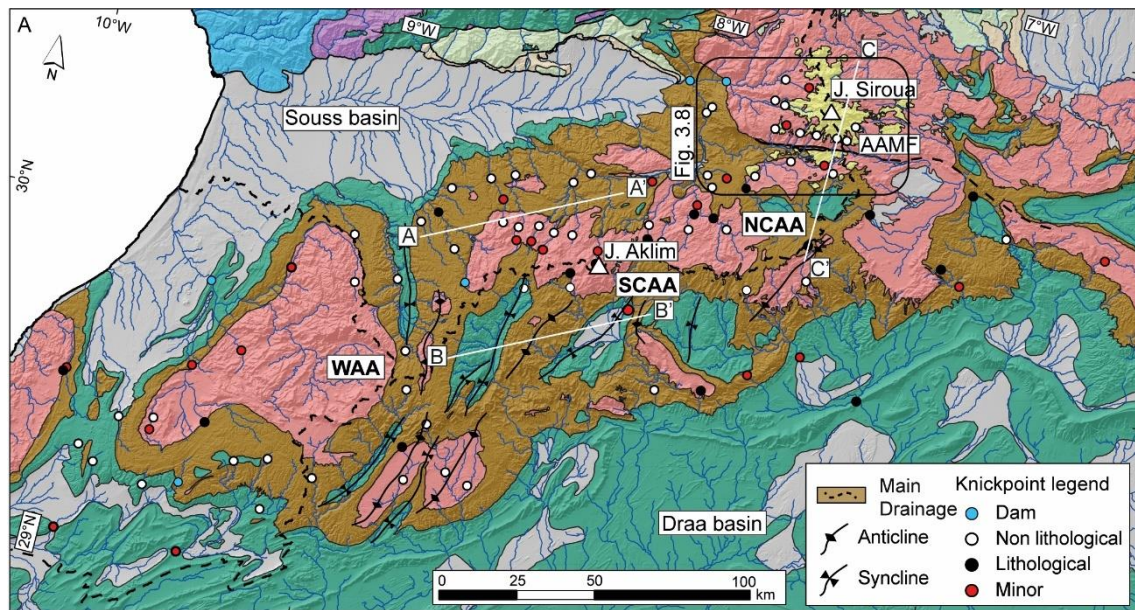 A
10°W
9°W
8°W
7°W
N
C
J. Siroua
Souss basin
AAMF
Fig. 3.8
30°N
A'
A
NCAA
J. Aklim
C'
SCAA
B'
B
WAA
29°N
Draa basin
Main
Drainage
Anticline
Syncline
Knickpoint legend
Dam
Non lithological
Lithological
Minor
0 25 50 100
km